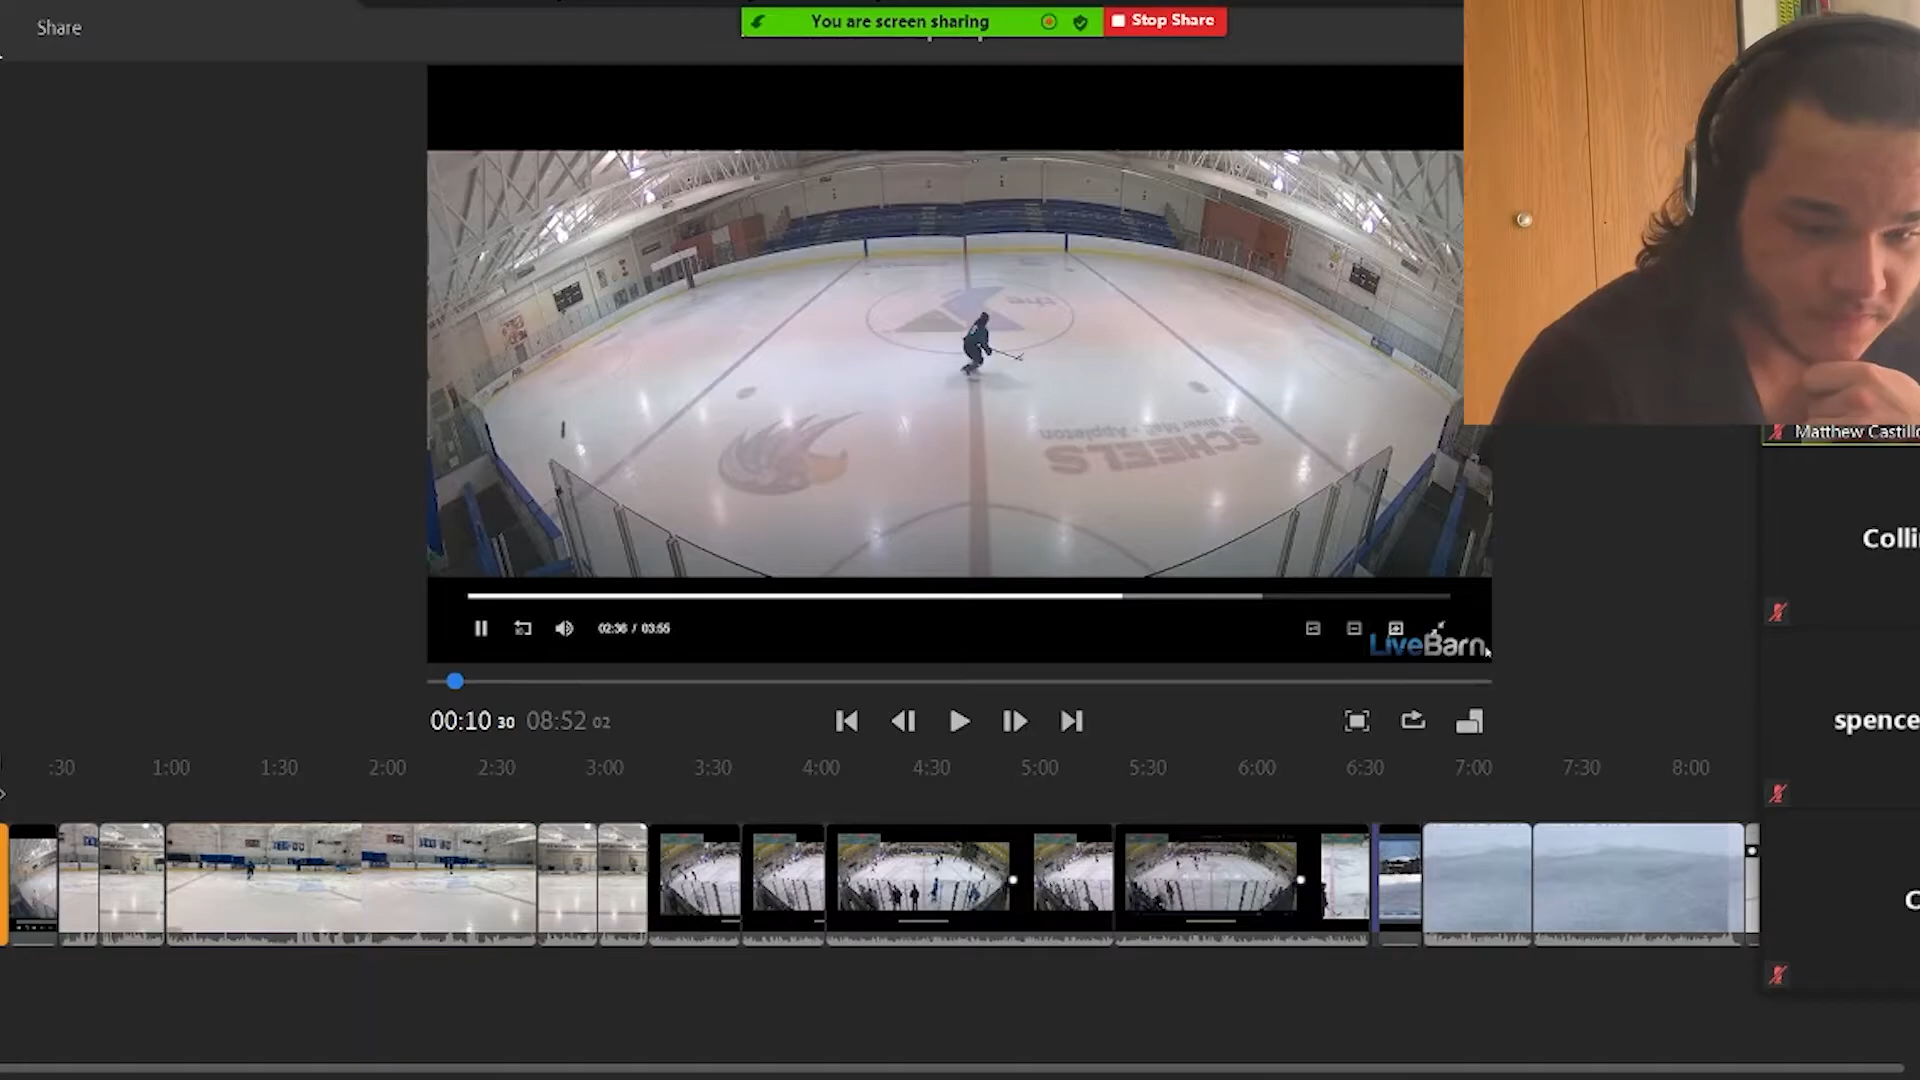 Share
You are screen sharing
Stop Share
the
SCHEELS
Appleton
02:36 / 03:55
LiveBarn
00:10 30 08:52 02
:30 1:00 1:30 2:00 2:30 3:00 3:30 4:00 4:30 5:00 5:30 6:00 6:30 7:00 7:30 8:00
Matthew Castillo
Colli
spence
C